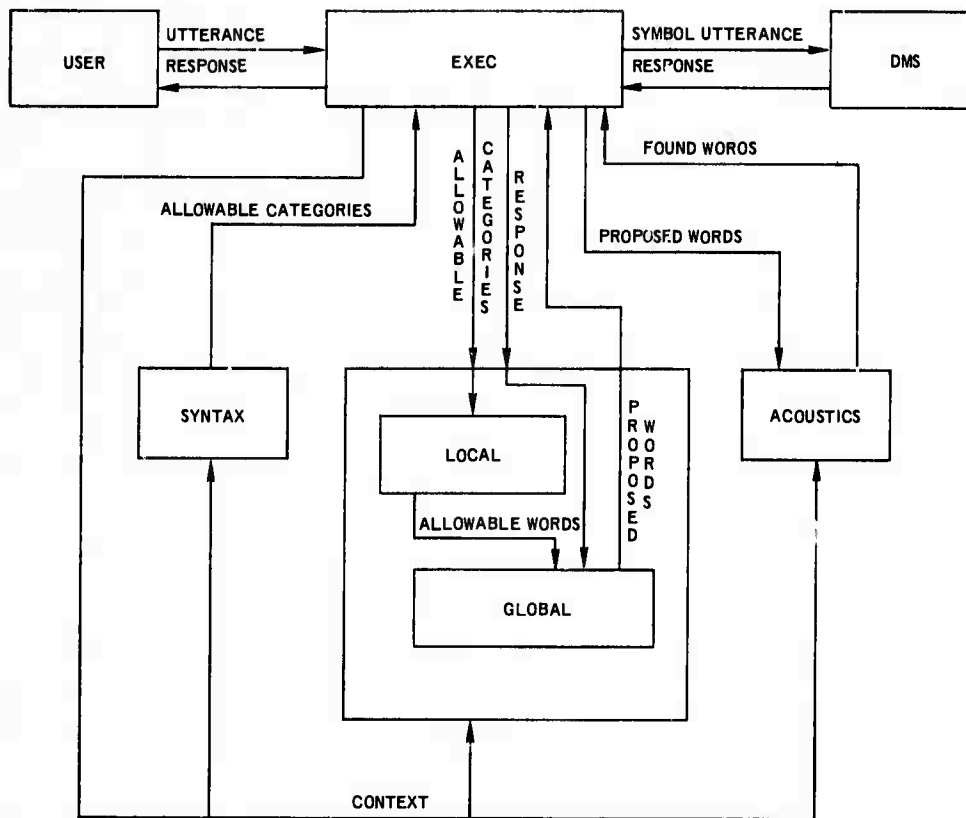 USER
UTTERANCE
RESPONSE
EXEC
SYMBOL UTTERANCE
RESPONSE
DMS
FOUND WOROS
ALLOWABLE CATEGORIES
ALLOWABLE
CATEGORIES
RESPONSE
PROPOSED WORDS
SYNTAX
LOCAL
ALLOWABLE WORDS
GLOBAL
PROPOSED
WORDS
ACOUSTICS
CONTEXT